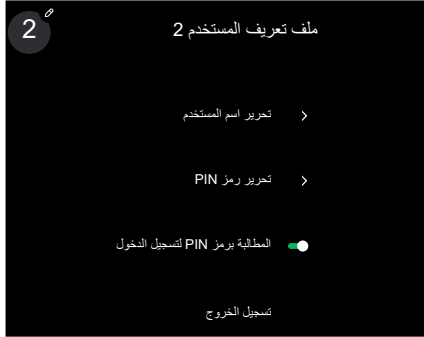 2
ملف تعريف المستخدم 2
تحرير اسم المستخدم
تحرير رمز PIN
المطالبة برمز PIN لتسجيل الدخول
تسجيل الخروج